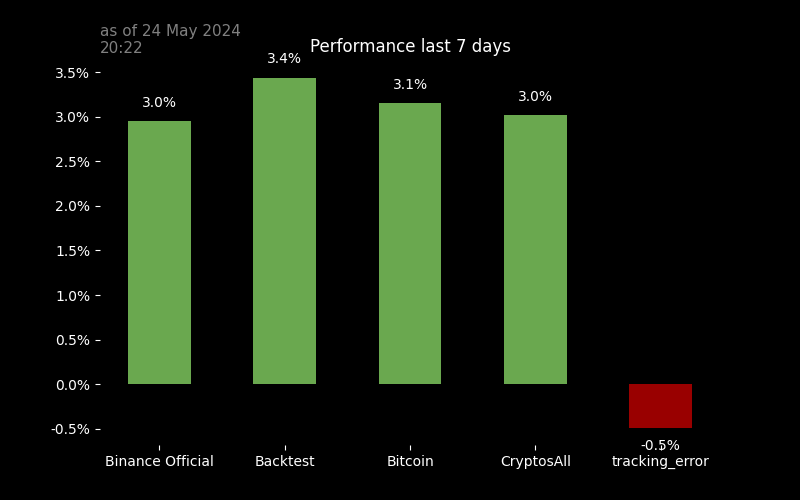 as of 24 May 2024
20:22
Performance last 7 days
3.5%
3.0%
2.5%
2.0%
1.5%
1.0%
0.5%
0.0%
-0.5%
3.0%
3.4%
3.1%
3.0%
-0.5%
Binance Official
Backtest
Bitcoin
CryptosAll
tracking_error